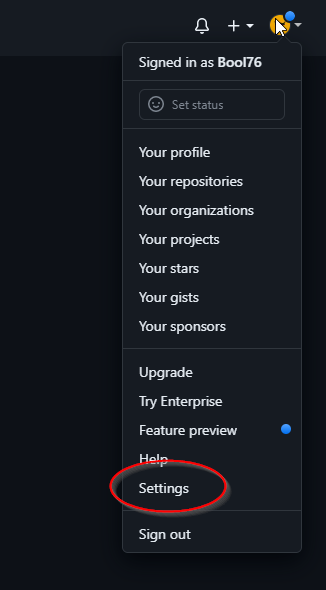 Signed in as Bool76
Set status
Your profile
Your repositories
Your organizations
Your projects
Your stars
Your gists
Your sponsors
Upgrade
Try Enterprise
Feature preview
Help
Settings
Sign out